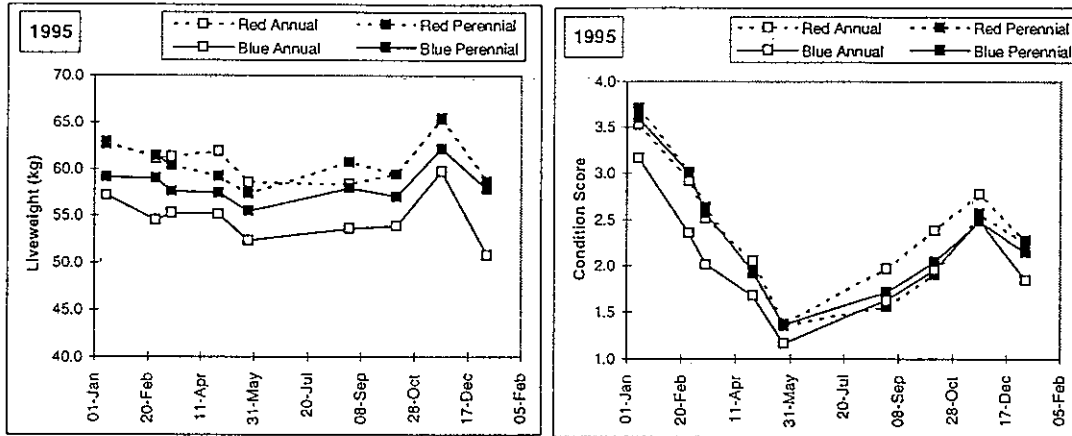 1995
Red Annual Red Perennial
Blue Annual Blue Perennial
Liveweight (kg)
70.0
65.0
60.0
55.0
50.0
45.0
40.0
01-Jan
20-Feb
11-Apr
31-May
20-Jul
08-Sep
28-Oct
17-Dec
05-Feb
1995
Red Annual Red Perennial
Blue Annual Blue Perennial
Condition Score
4.0
3.5
3.0
2.5
2.0
1.5
1.0
01-Jan
20-Feb
11-Apr
31-May
20-Jul
08-Sep
28-Oct
17-Dec
05-Feb